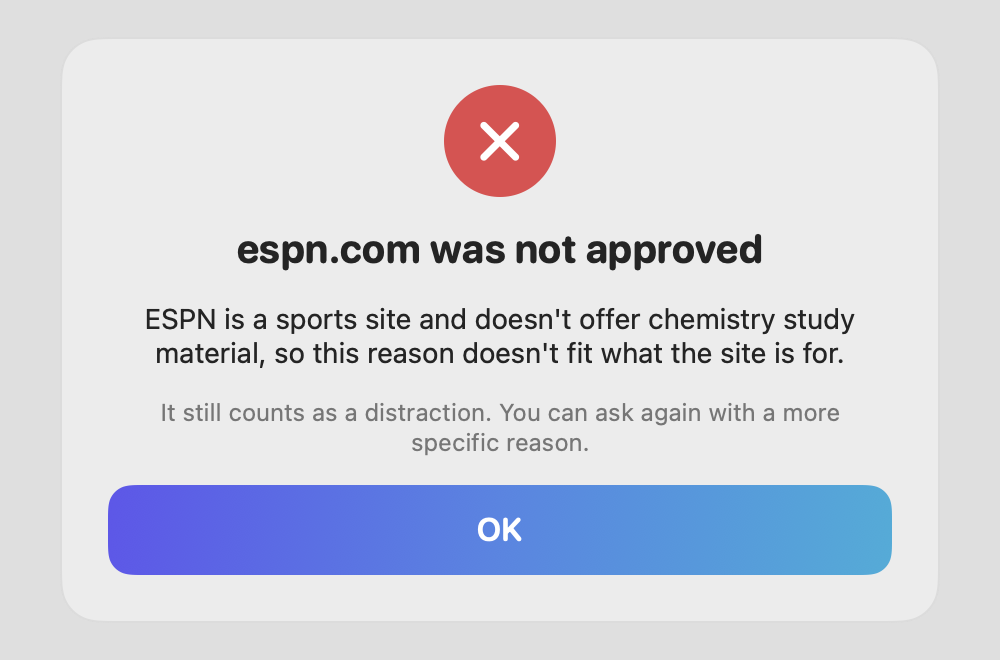 espn.com was not approved
ESPN is a sports site and doesn't offer chemistry study
material, so this reason doesn't fit what the site is for.
It still counts as a distraction. You can ask again with a more
specific reason.
OK